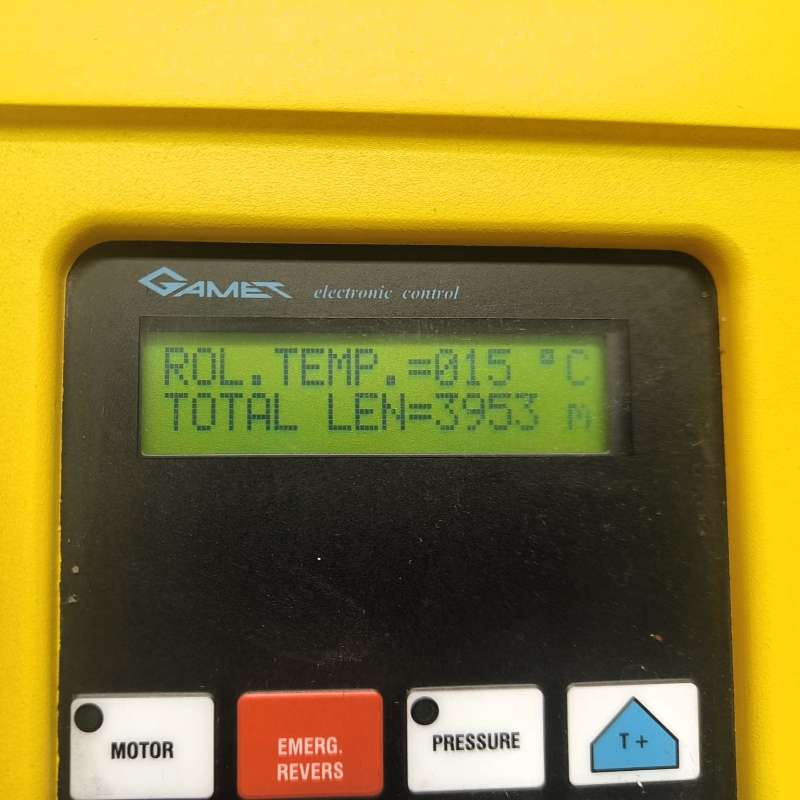 GAMET electronic control
ROL.TEMP.=015 °C
TOTAL LEN=3953 m
MOTOR
EMERG.
REVERS
PRESSURE
T +